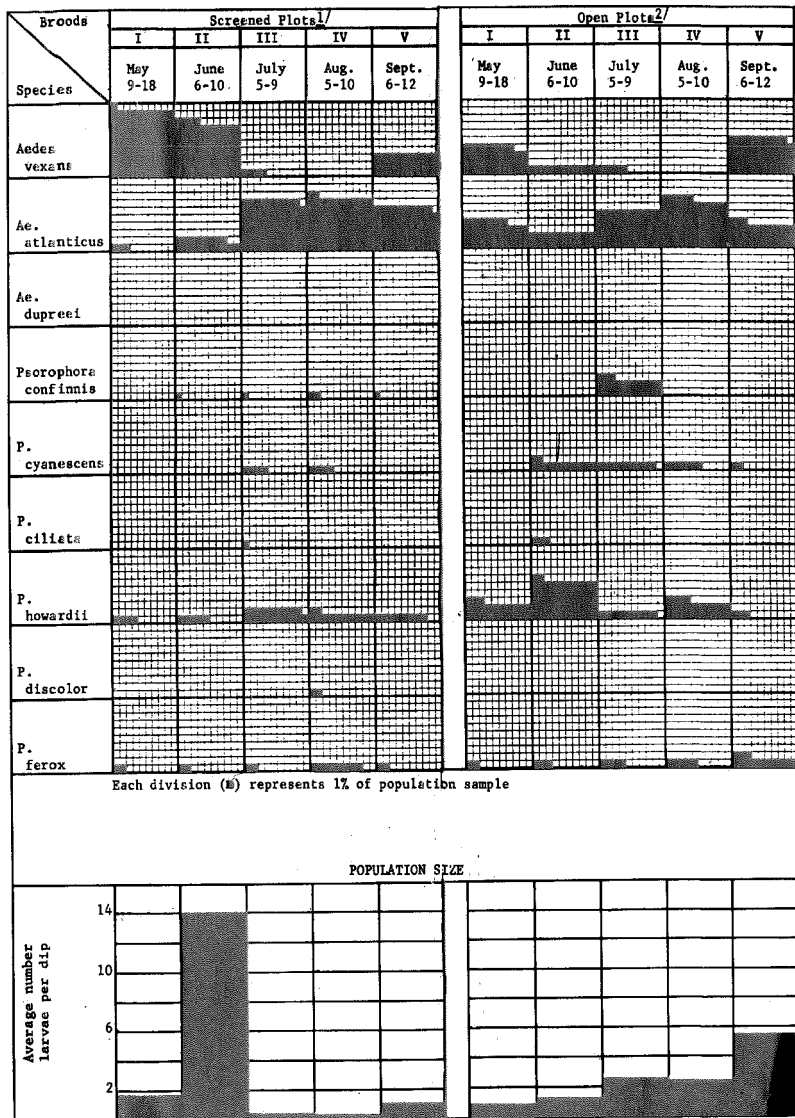 Broods
Screened Plots1/
Open Plots2/
I II III IV V
I II III IV V
May June July Aug. Sept.
9-18 6-10 5-9 5-10 6-12
May June July Aug. Sept.
9-18 6-10 5-9 5-10 6-12
Species
Aedes
vexans
Ae.
atlanticus
Ae.
dupreei
Psorophora
confinnis
P.
cyanescens
P.
ciliata
P.
howardii
P.
discolor
P.
ferox
Each division (■) represents 1% of population sample
POPULATION SIZE
Average number
larvae per dip
14
10
6
2